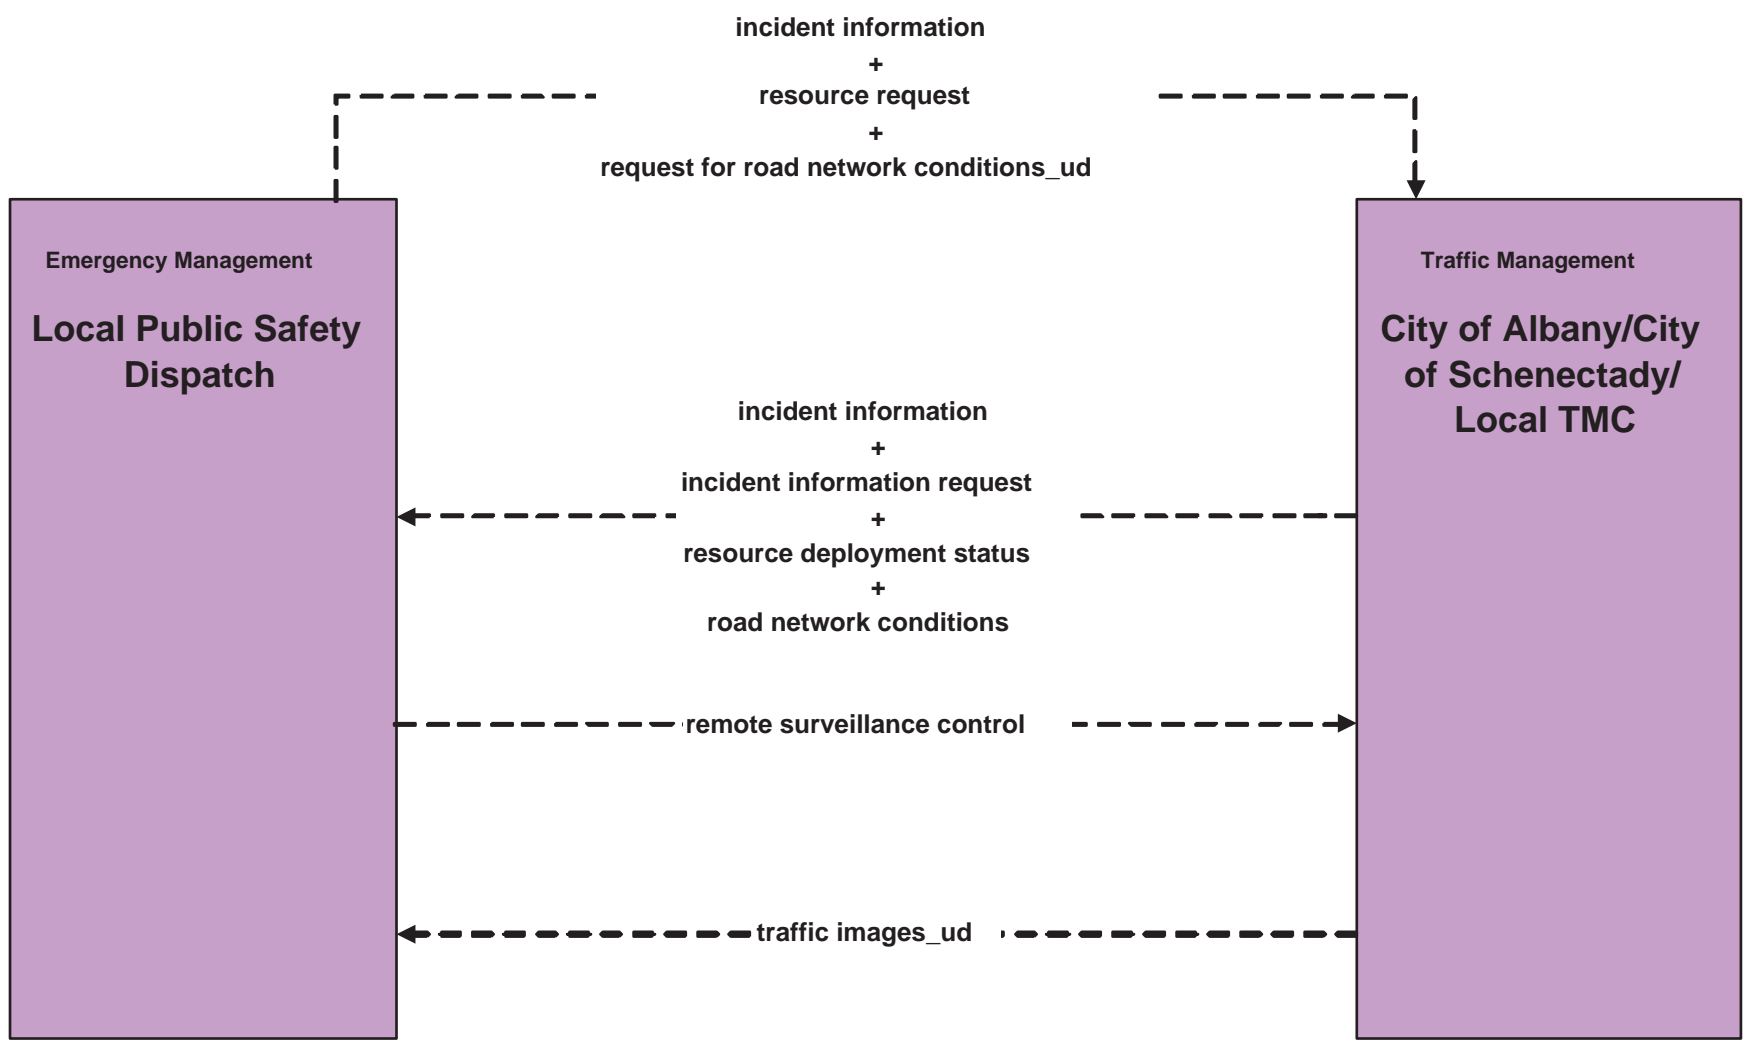 incident information
+
resource request
+
request for road network conditions_ud
Emergency Management
Local Public Safety
Dispatch
Traffic Management
City of Albany/City
of Schenectady/
Local TMC
incident information
+
incident information request
+
resource deployment status
+
road network conditions
remote surveillance control
traffic images_ud